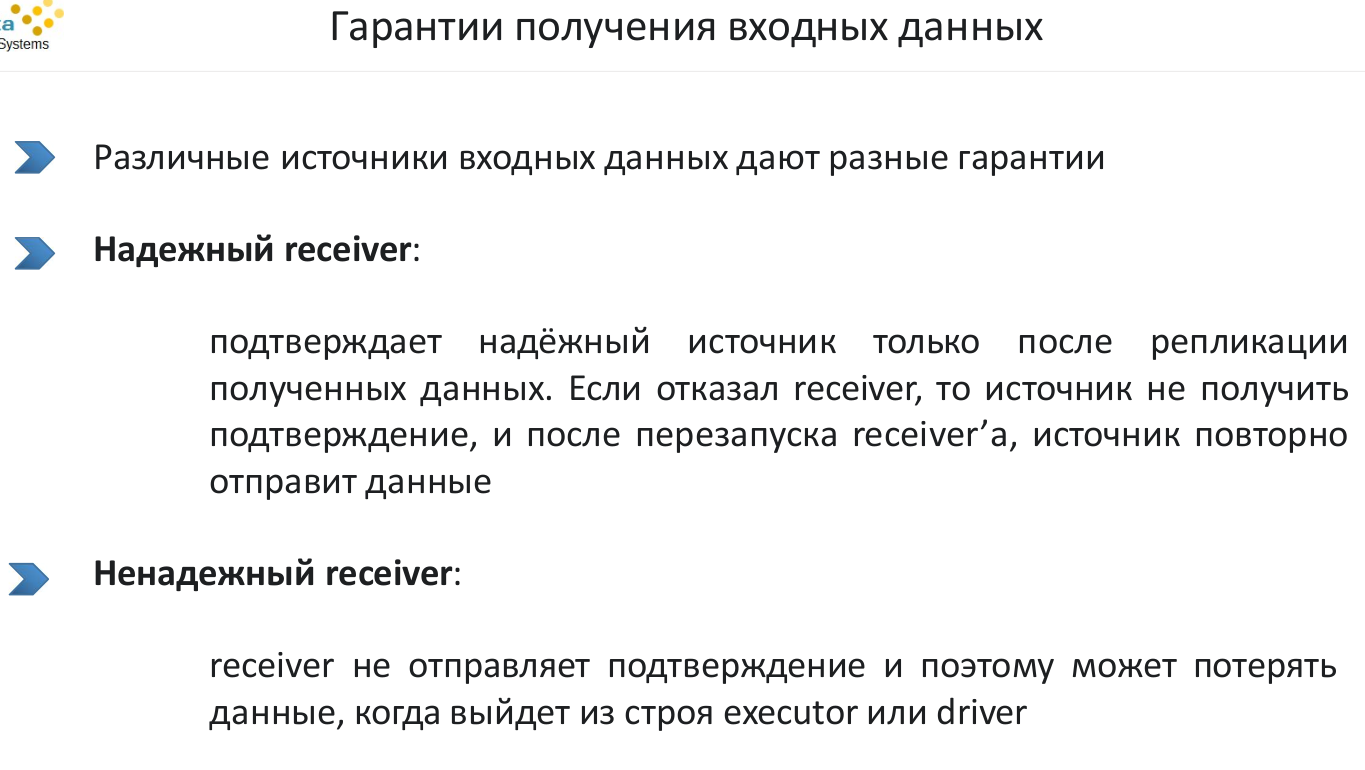 ta
Systems
Гарантии получения входных данных
Различные источники входных данных дают разные гарантии
Надежный receiver:
подтверждает надёжный источник только после репликации
полученных данных. Если отказал receiver, то источник не получить
подтверждение, и после перезапуска receiver’а, источник повторно
отправит данные
Ненадежный receiver:
receiver не отправляет подтверждение и поэтому может потерять
данные, когда выйдет из строя executor или driver